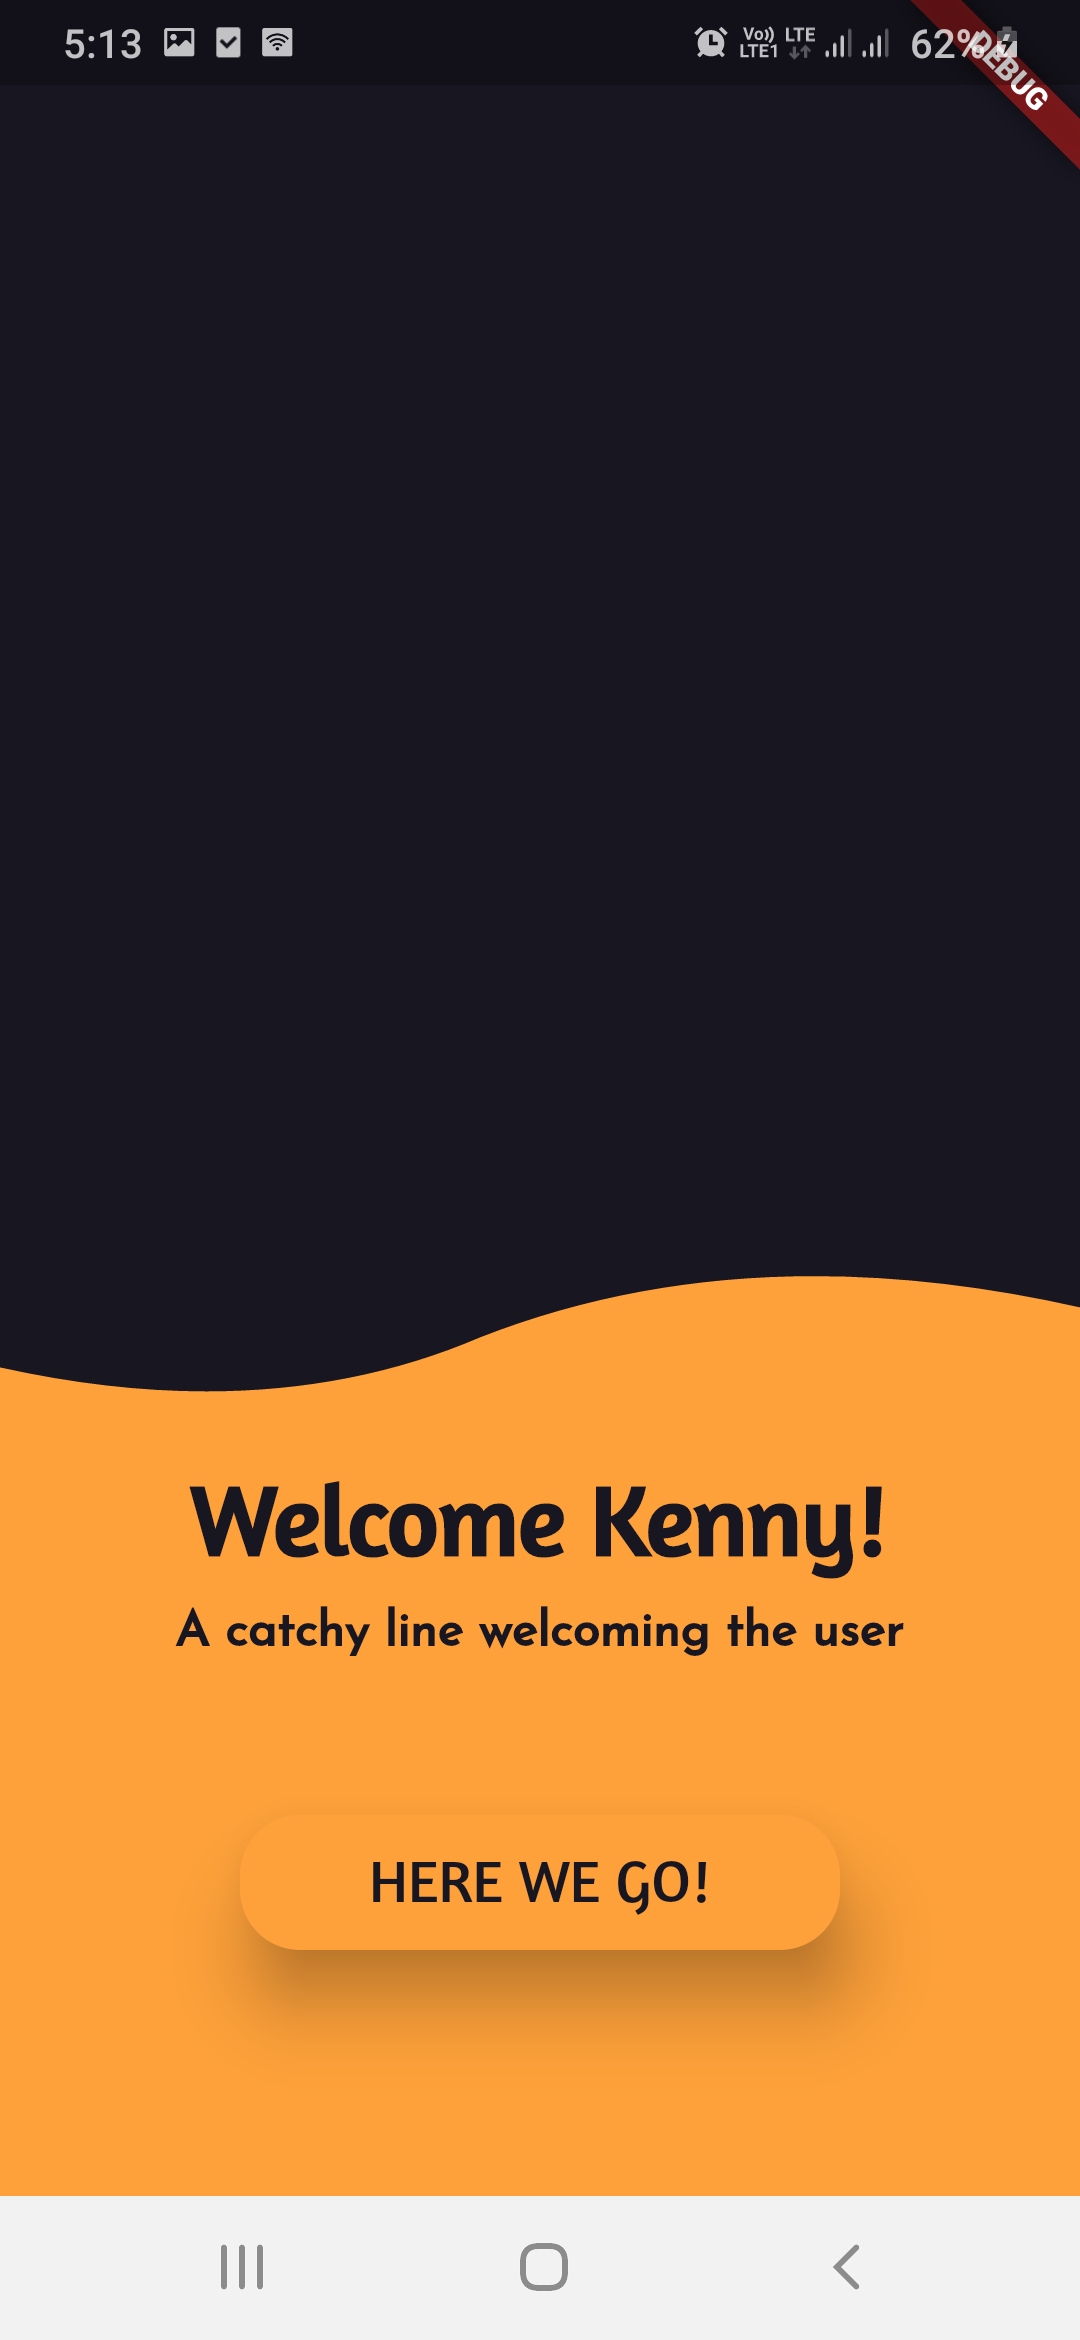 5:13
Vo)) LTE
LTE1
62%
DEBUG
Welcome Kenny!
A catchy line welcoming the user
HERE WE GO!